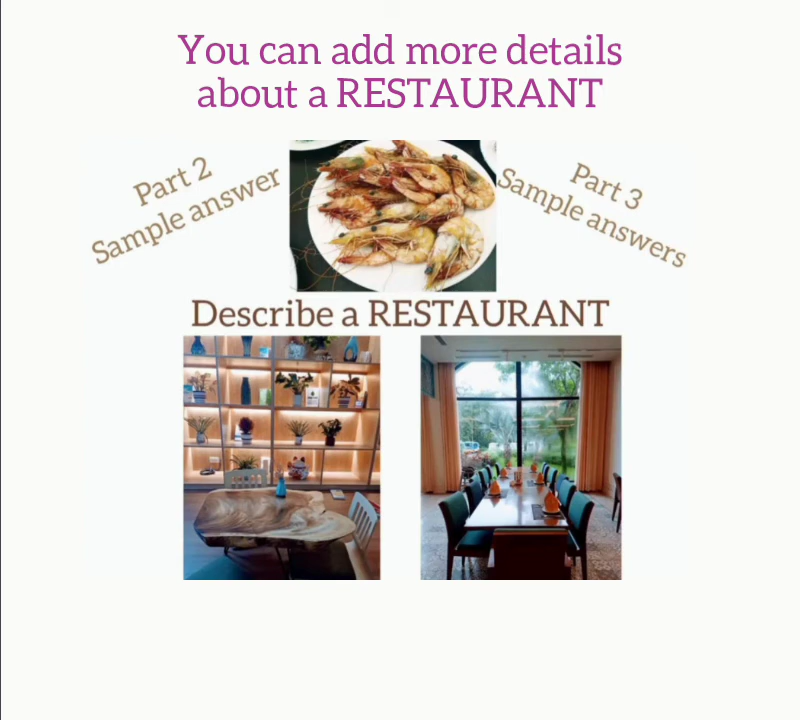 You can add more details
about a RESTAURANT
Part 2
Sample answer
Part 3
Sample answers
Describe a RESTAURANT